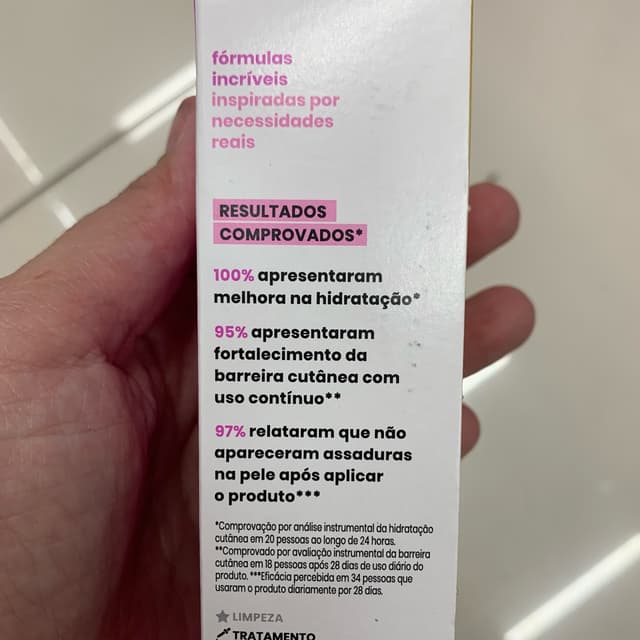 fórmulas
incríveis
inspiradas por
necessidades
reais
RESULTADOS
COMPROVADOS*
100% apresentaram
melhora na hidratação*
95% apresentaram
fortalecimento da
barreira cutânea com
uso contínuo**
97% relataram que não
apareceram assaduras
na pele após aplicar
o produto***
*Comprovação por análise instrumental da hidratação
cutânea em 20 pessoas ao longo de 24 horas.
**Comprovado por avaliação instrumental da barreira
cutânea em 18 pessoas após 28 dias de uso diário do
produto. ***Eficácia percebida em 34 pessoas que
usaram o produto diariamente por 28 dias.
LIMPEZA
TRATAMENTO